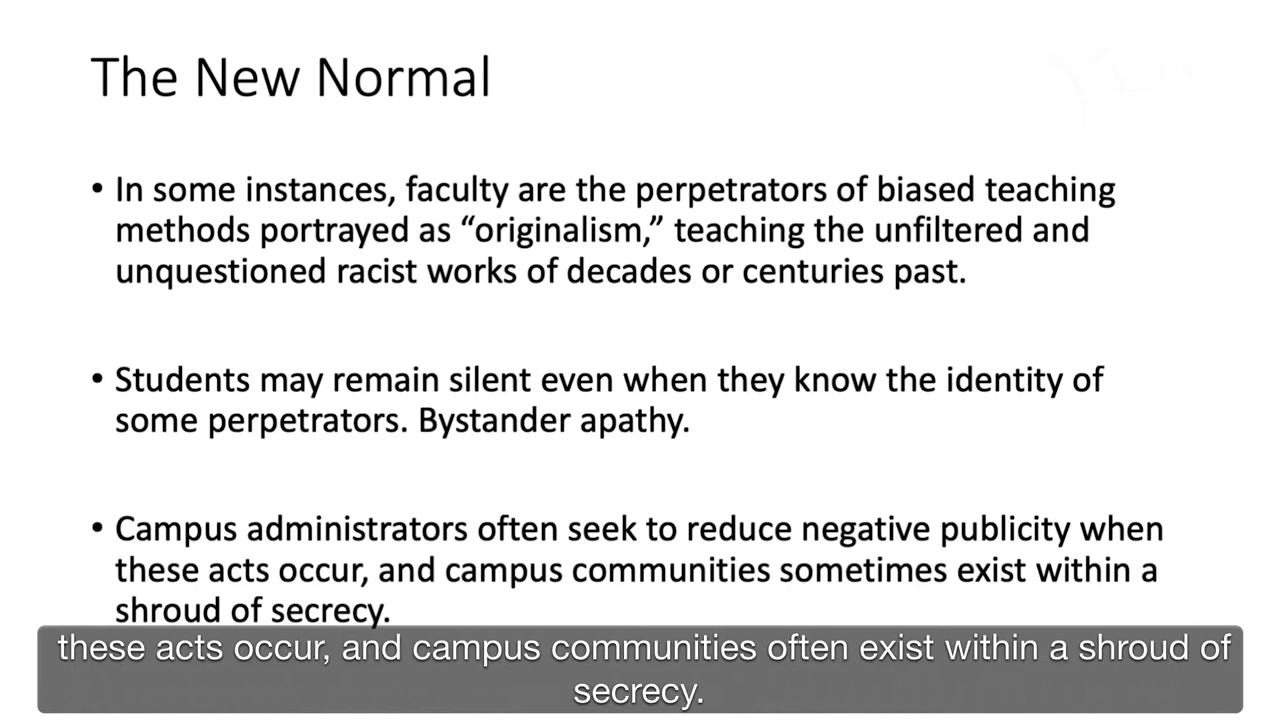 The New Normal
• In some instances, faculty are the perpetrators of biased teaching
methods portrayed as “originalism,” teaching the unfiltered and
unquestioned racist works of decades or centuries past.
• Students may remain silent even when they know the identity of
some perpetrators. Bystander apathy.
• Campus administrators often seek to reduce negative publicity when
these acts occur, and campus communities sometimes exist within a
shroud of secrecy.
these acts occur, and campus communities often exist within a shroud of
secrecy.